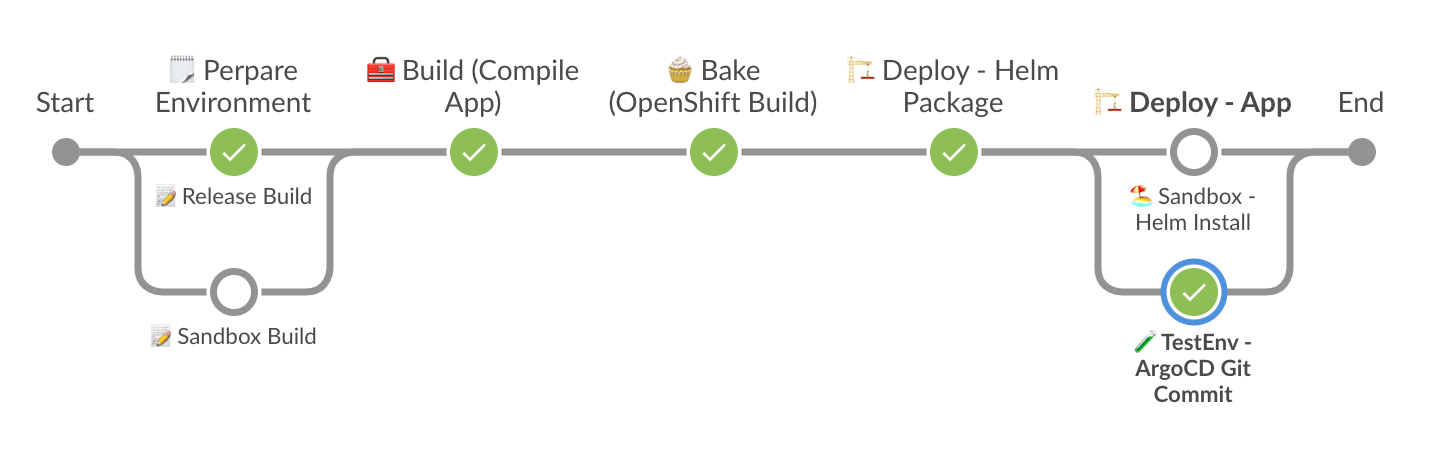 Start
🗒️ Perpare
Environment
🧰 Build (Compile
App)
🧁 Bake
(OpenShift Build)
🏗️ Deploy - Helm
Package
🏗️ Deploy - App
End
📝 Release Build
📝 Sandbox Build
🏖️ Sandbox -
Helm Install
🧪 TestEnv -
ArgoCD Git
Commit